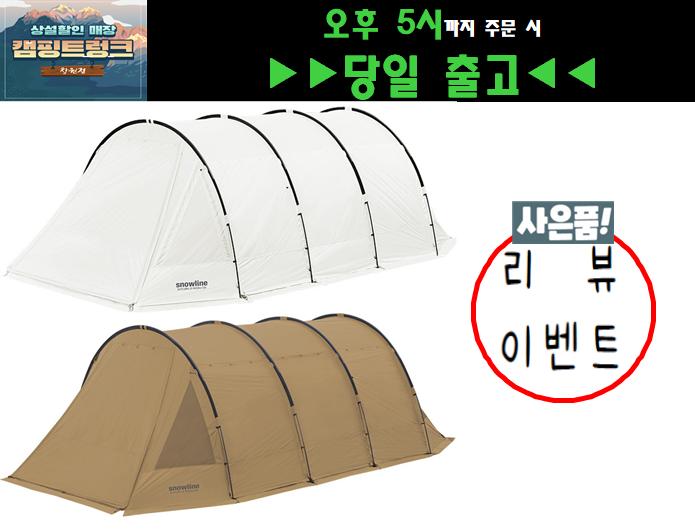 상설할인 매장
캠핑트렁크
창원점
오후 5시까지 주문 시
▶▶당일 출고◀◀
snowline
사은품!
리 뷰
이벤트
snowline